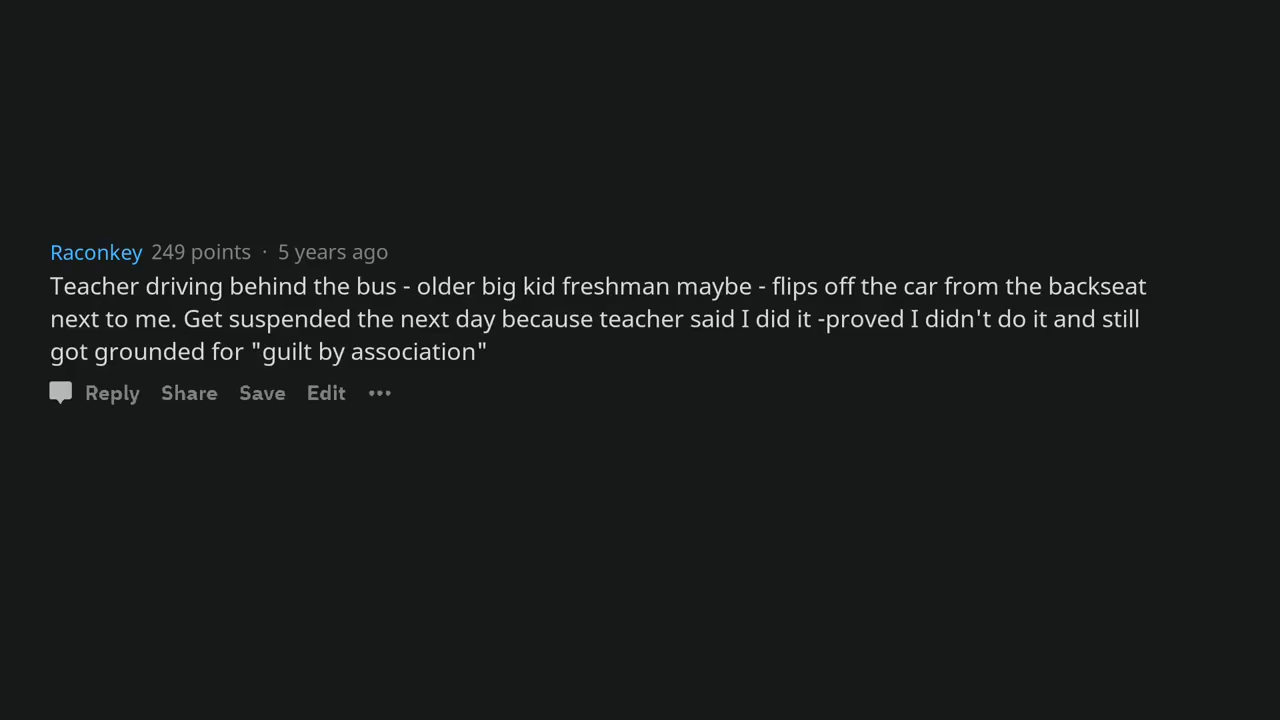 Raconkey 249 points · 5 years ago
Teacher driving behind the bus - older big kid freshman maybe - flips off the car from the backseat
next to me. Get suspended the next day because teacher said I did it -proved I didn't do it and still
got grounded for "guilt by association"
Reply Share Save Edit •••